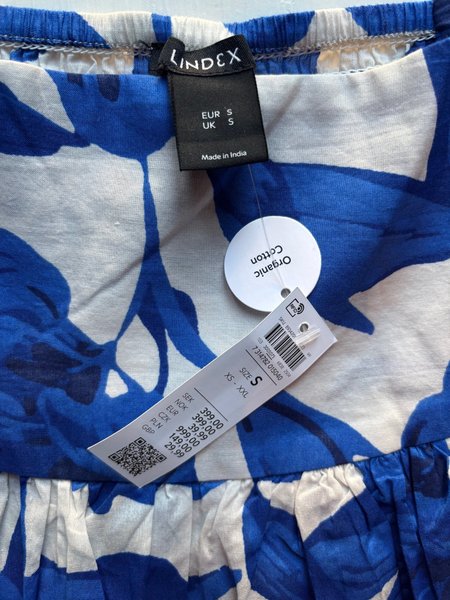 LINDEX
EUR S
UK S
Made in India
Organic
Cotton
SIZE S
XS - XXL
SEK 399.00
NOK 399.00
EUR 39.99
CZK 999.00
PLN 149.00
GBP 29.99